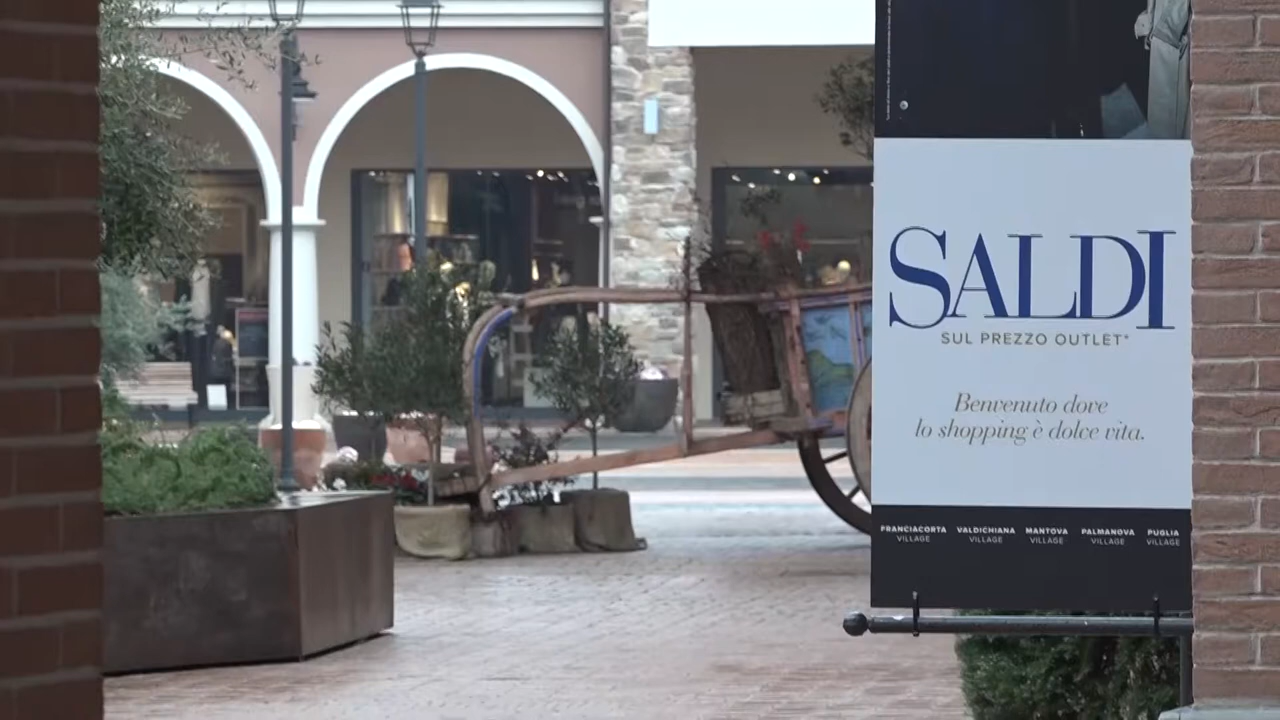 SALDI
SUL PREZZO OUTLET*
Benvenuto dove
lo shopping è dolce vita.
FRANCIACORTA VALDICHIANA MANTOVA PALMANOVA PUGLIA
VILLAGE VILLAGE VILLAGE VILLAGE VILLAGE